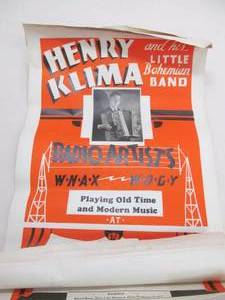 HENRY
KLIMA
and his
LITTLE
Bohemian
BAND
RADIO ARTISTS
W·N·A·X W·D·G·Y
Playing Old Time
and Modern Music
·AT·